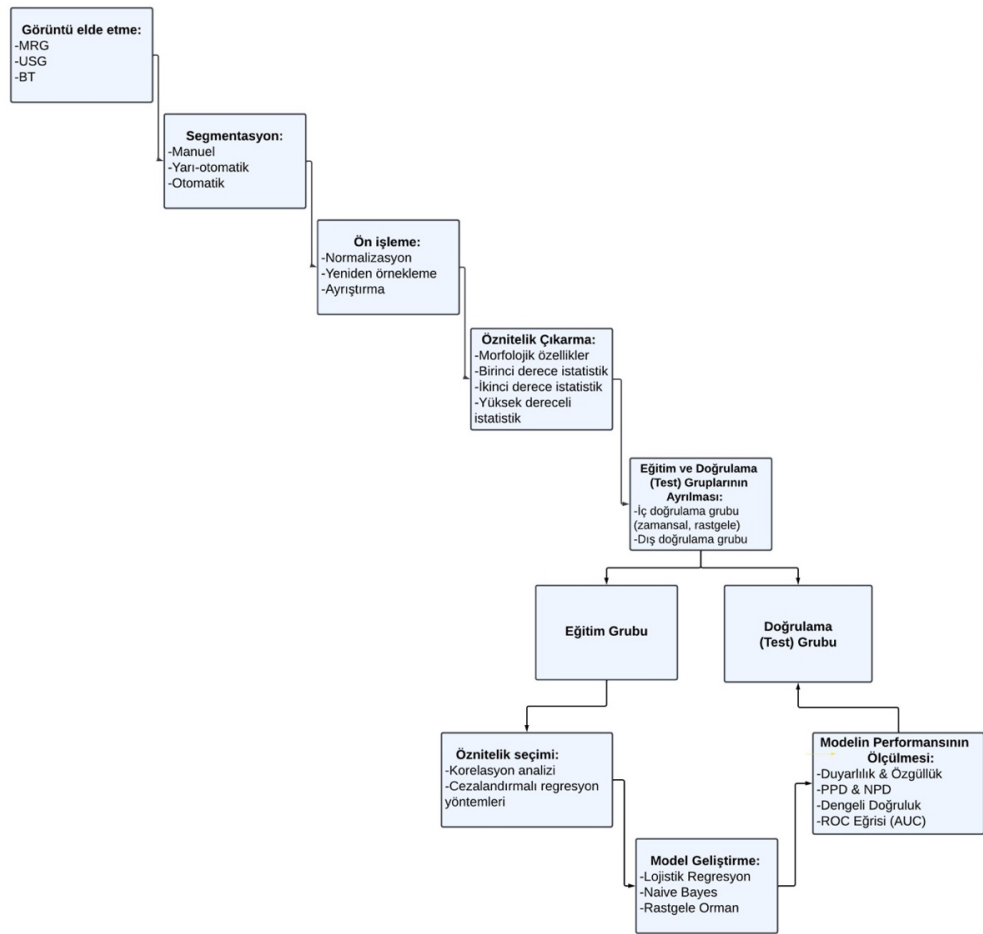 Görüntü elde etme:
-MRG
-USG
-BT
Segmentasyon:
-Manuel
-Yarı-otomatik
-Otomatik
Ön işleme:
-Normalizasyon
-Yeniden örnekleme
-Ayrıştırma
Öznitelik Çıkarma:
-Morfolojik özellikler
-Birinci derece istatistik
-İkinci derece istatistik
-Yüksek dereceli
istatistik
Eğitim ve Doğrulama
(Test) Gruplarının
Ayrılması:
-İç doğrulama grubu
(zamansal, rastgele)
-Dış doğrulama grubu
Eğitim Grubu
Doğrulama
(Test) Grubu
Öznitelik seçimi:
-Korelasyon analizi
-Cezalandırmalı regresyon
yöntemleri
Modelin Performansının
Ölçülmesi:
-Duyarlılık & Özgüllük
-PPD & NPD
-Dengeli Doğruluk
-ROC Eğrisi (AUC)
Model Geliştirme:
-Lojistik Regresyon
-Naive Bayes
-Rastgele Orman